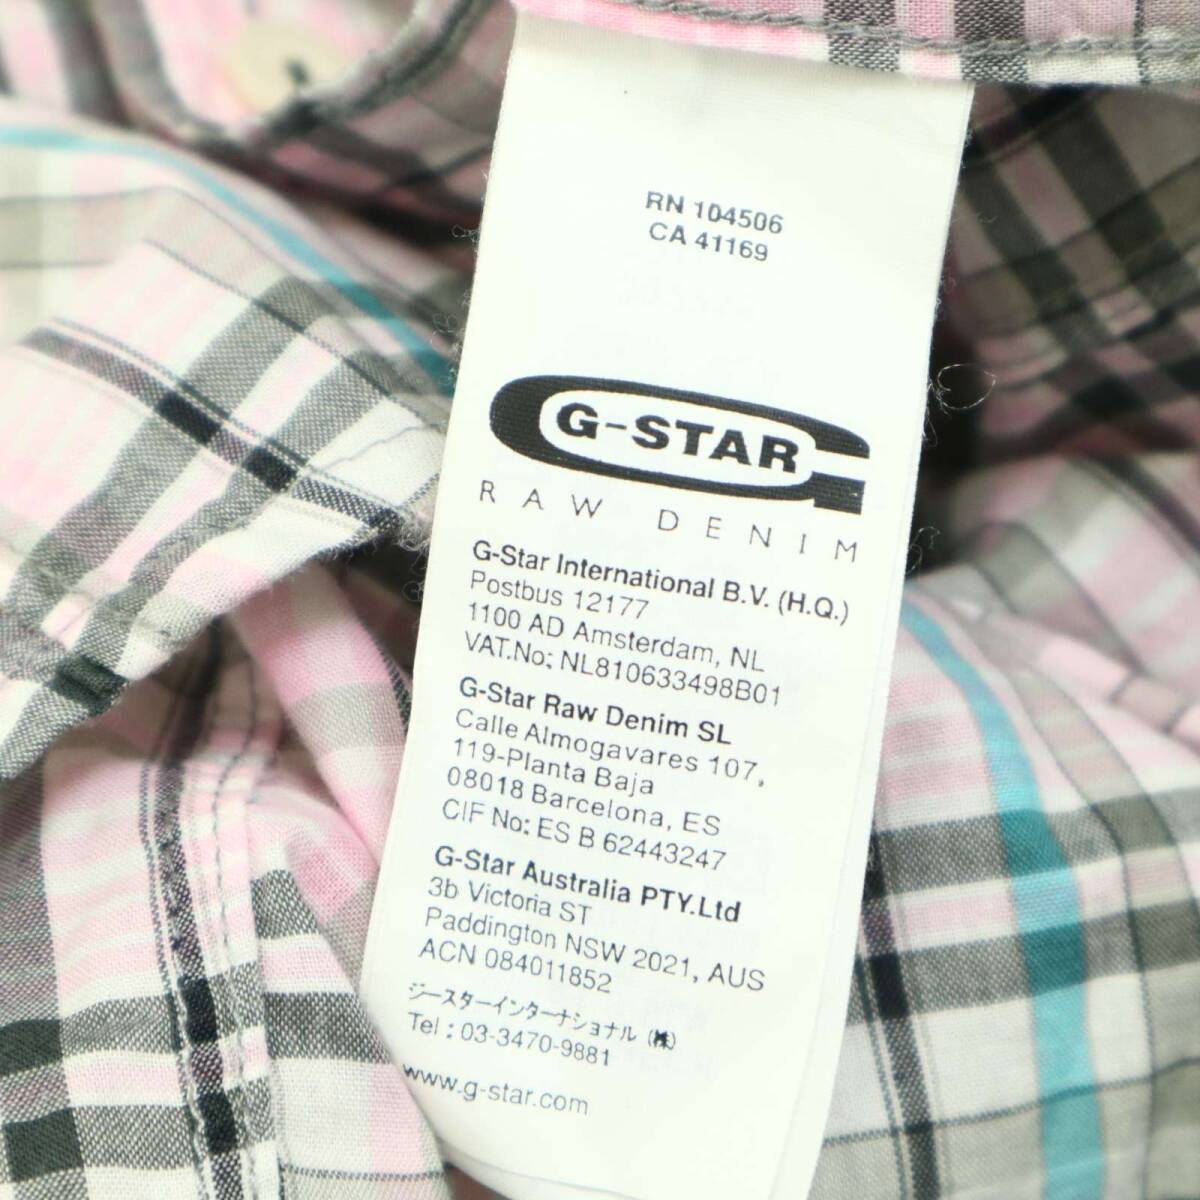 RN 104506
CA 41169
G-STAR
RAW DENIM
G-Star International B.V. (H.Q.)
Postbus 12177
1100 AD Amsterdam, NL
VAT.No: NL810633498B01
G-Star Raw Denim SL
Calle Almogavares 107,
119-Planta Baja
08018 Barcelona, ES
CIF No: ES B 62443247
G-Star Australia PTY.Ltd
3b Victoria ST
Paddington NSW 2021, AUS
ACN 084011852
ジースターインターナショナル (株)
Tel : 03-3470-9881
www.g-star.com